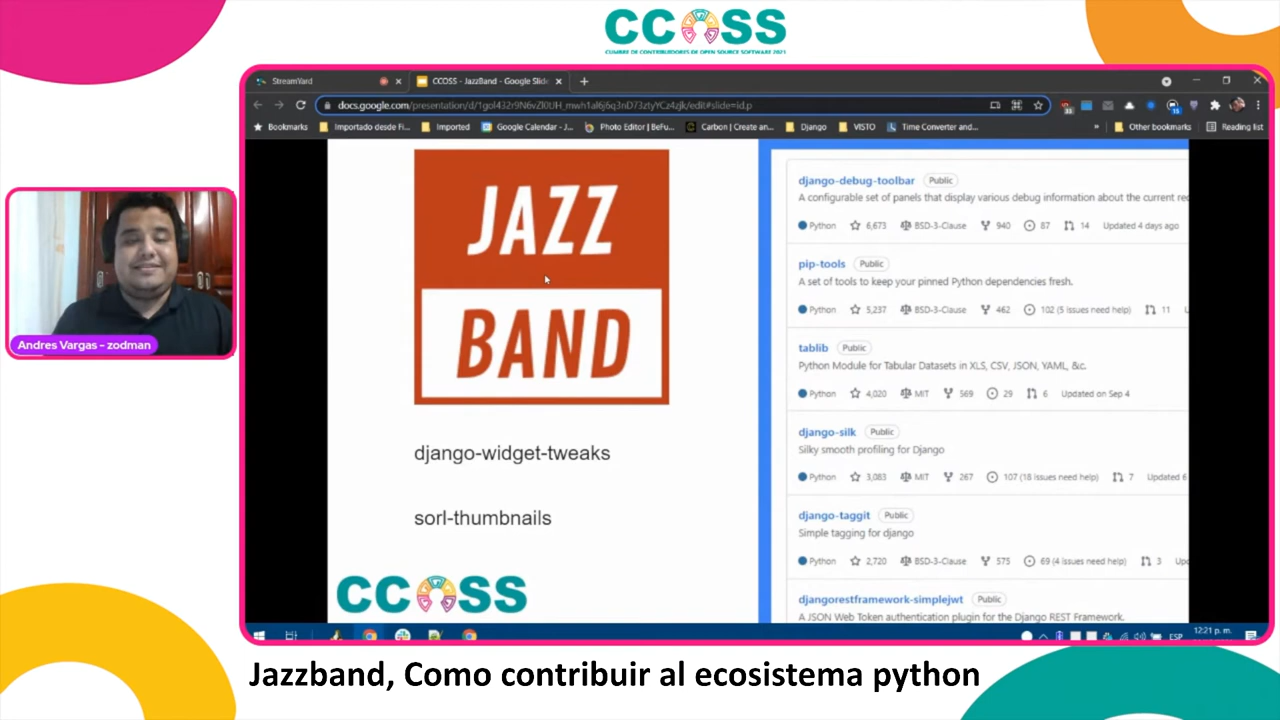 CCOSS
CUMBRE DE CONTRIBUIDORES DE OPEN SOURCE SOFTWARE 2021
StreamYard
CCOSS - JazzBand - Google Slide
Bookmarks
Importado desde Fi...
Imported
Google Calendar - J...
Photo Editor | BeFu...
Carbon | Create an...
Django
VISTO
Time Converter and...
»
Other bookmarks
Reading list
JAZZ
BAND
django-widget-tweaks
sorl-thumbnails
CCOSS
django-debug-toolbar Public
A configurable set of panels that display various debug information about the current rec
Python 6,673 BSD-3-Clause 940 87 14 Updated 4 days ago
pip-tools Public
A set of tools to keep your pinned Python dependencies fresh.
Python 5,237 BSD-3-Clause 462 102 (5 issues need help) 11 U
tablib Public
Python Module for Tabular Datasets in XLS, CSV, JSON, YAML, &c.
Python 4,020 MIT 569 29 6 Updated on Sep 4
django-silk Public
Silky smooth profiling for Django
Python 3,083 MIT 267 107 (18 issues need help) 7 Updated 6
django-taggit Public
Simple tagging for django
Python 2,720 BSD-3-Clause 575 69 (4 issues need help) 3 Upd
djangorestframework-simplejwt Public
A JSON Web Token authentication plugin for the Django REST Framework.
ESP
12:21 p. m.
Andres Vargas - zodman
Jazzband, Como contribuir al ecosistema python